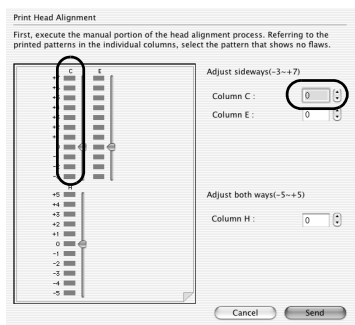 Print Head Alignment
First, execute the manual portion of the head alignment process. Referring to the
printed patterns in the individual columns, select the pattern that shows no flaws.
C E
Adjust sideways(-3~+7)
Column C : 0
Column E : 0
H
+5
+4
+3
+2
+1
0
-1
-2
-3
-4
-5
Adjust both ways(-5~+5)
Column H : 0
Cancel Send